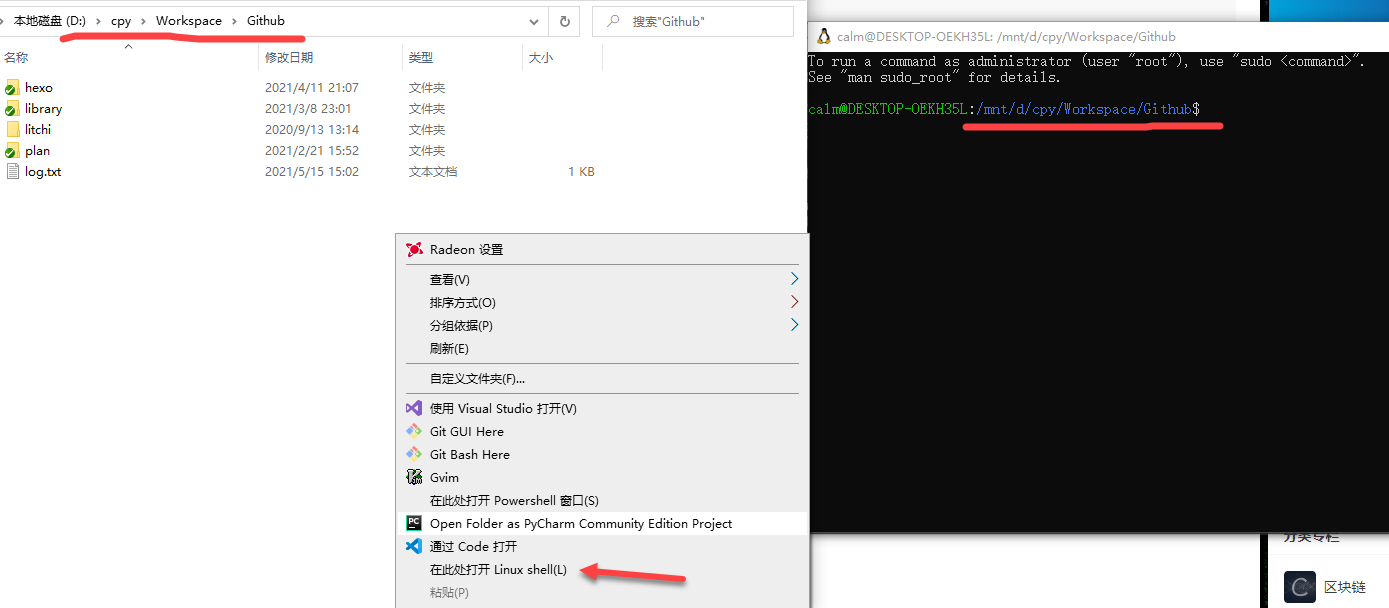 本地磁盘 (D:) › cpy › Workspace › Github
搜索"Github"
名称 修改日期 类型 大小
hexo 2021/4/11 21:07 文件夹
library 2021/3/8 23:01 文件夹
litchi 2020/9/13 13:14 文件夹
plan 2021/2/21 15:52 文件夹
log.txt 2021/5/15 15:02 文本文档 1 KB
Radeon 设置
查看(V)
排序方式(O)
分组依据(P)
刷新(E)
自定义文件夹(F)...
使用 Visual Studio 打开(V)
Git GUI Here
Git Bash Here
Gvim
在此处打开 Powershell 窗口(S)
PC
Open Folder as PyCharm Community Edition Project
通过 Code 打开
在此处打开 Linux shell(L)
粘贴(P)
calm@DESKTOP-OEKH35L: /mnt/d/cpy/Workspace/Github
To run a command as administrator (user "root"), use "sudo <command>".
See "man sudo_root" for details.
calm@DESKTOP-OEKH35L:/mnt/d/cpy/Workspace/Github$
分类专栏
区块链